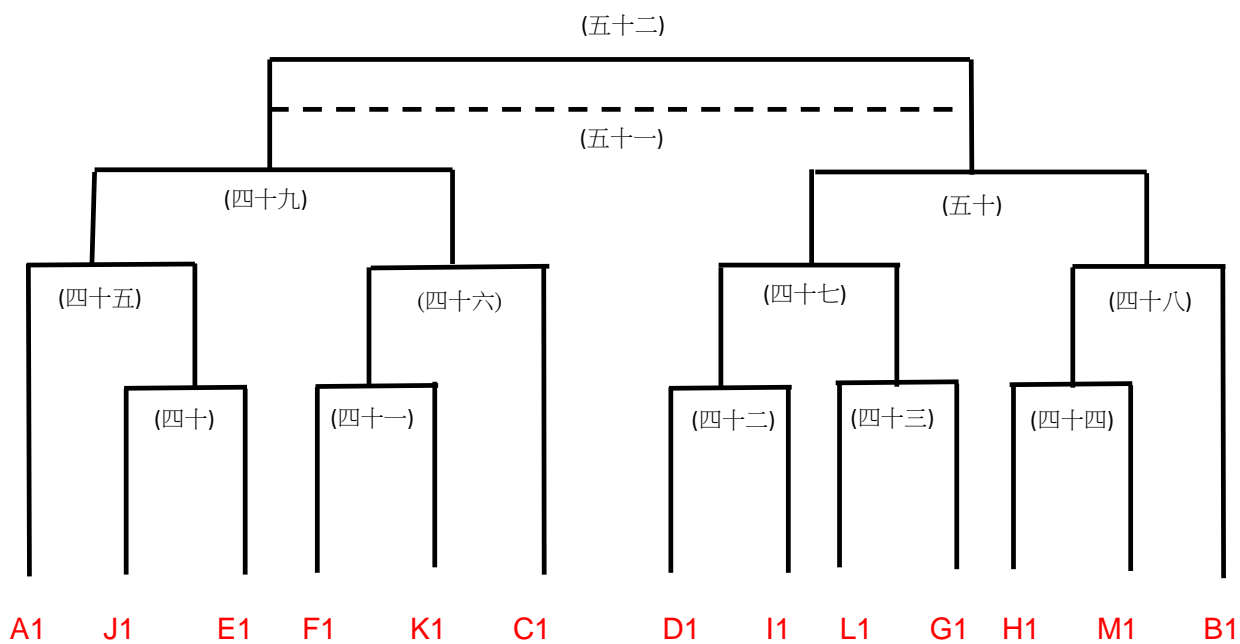 (五十二)
(五十一)
(四十九) (五十)
(四十五) (四十六) (四十七) (四十八)
(四十) (四十一) (四十二) (四十三) (四十四)
A1 J1 E1 F1 K1 C1 D1 I1 L1 G1 H1 M1 B1